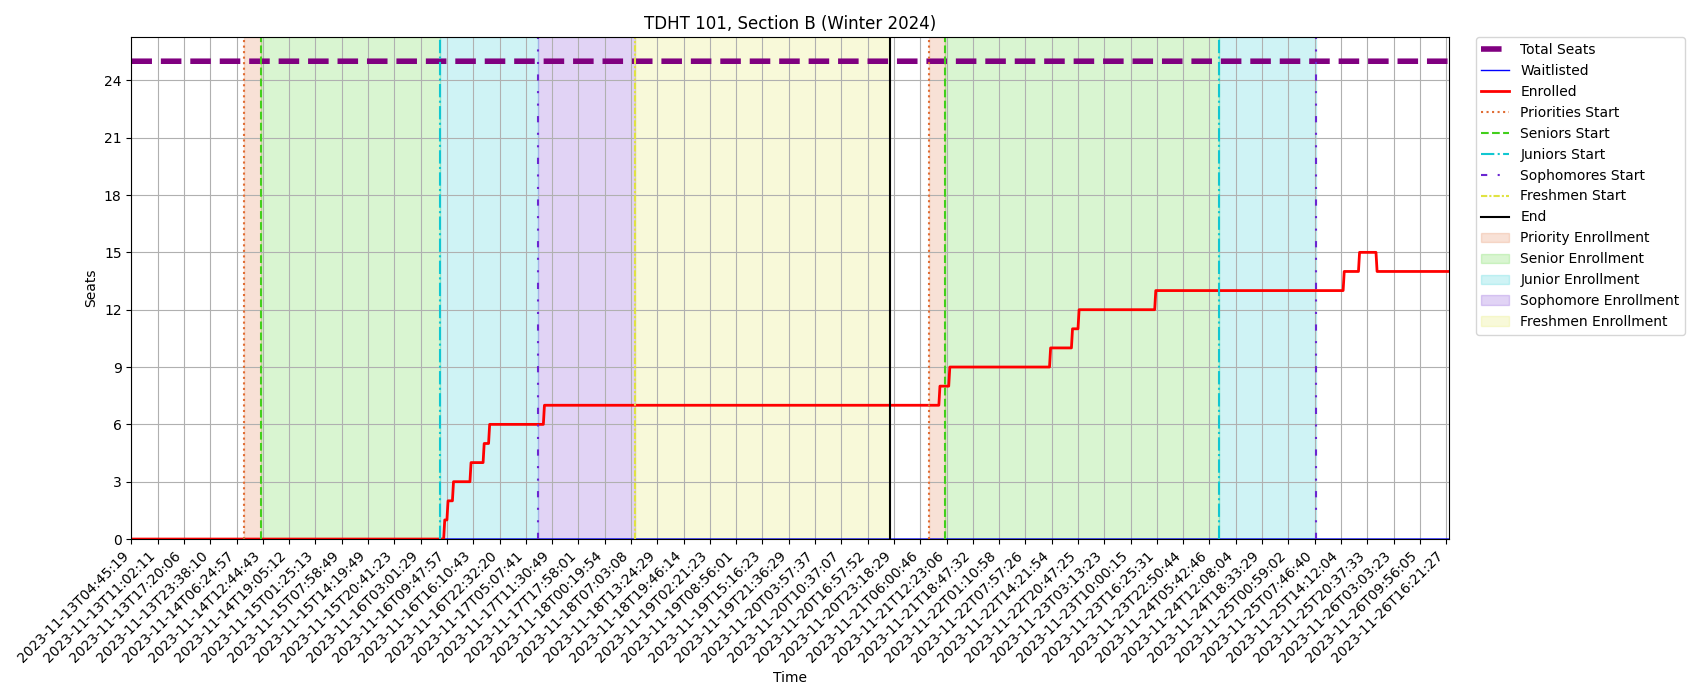 TDHT 101, Section B (Winter 2024)
Seats
24
21
18
15
12
9
6
3
0
2023-11-13T04:45:19
2023-11-13T11:02:11
2023-11-13T17:20:06
2023-11-13T23:38:10
2023-11-14T06:24:57
2023-11-14T12:44:43
2023-11-14T19:05:12
2023-11-15T01:25:13
2023-11-15T07:58:49
2023-11-15T14:19:49
2023-11-15T20:41:23
2023-11-16T03:01:29
2023-11-16T09:47:57
2023-11-16T16:10:43
2023-11-16T22:32:20
2023-11-17T05:07:41
2023-11-17T11:30:49
2023-11-17T17:58:01
2023-11-18T00:19:54
2023-11-18T07:03:08
2023-11-18T13:24:29
2023-11-18T19:46:14
2023-11-19T02:21:23
2023-11-19T08:56:01
2023-11-19T15:16:23
2023-11-19T21:36:29
2023-11-20T03:57:37
2023-11-20T10:37:07
2023-11-20T16:57:52
2023-11-20T23:18:29
2023-11-21T06:00:46
2023-11-21T12:23:06
2023-11-21T18:47:32
2023-11-22T01:10:58
2023-11-22T07:57:26
2023-11-22T14:21:54
2023-11-22T20:47:25
2023-11-23T03:13:23
2023-11-23T10:00:15
2023-11-23T16:25:31
2023-11-23T22:50:44
2023-11-24T05:42:46
2023-11-24T12:08:04
2023-11-24T18:33:29
2023-11-25T00:59:02
2023-11-25T07:46:40
2023-11-25T14:12:04
2023-11-25T20:37:33
2023-11-26T03:03:23
2023-11-26T09:56:05
2023-11-26T16:21:27
Time
Total Seats
Waitlisted
Enrolled
Priorities Start
Seniors Start
Juniors Start
Sophomores Start
Freshmen Start
End
Priority Enrollment
Senior Enrollment
Junior Enrollment
Sophomore Enrollment
Freshmen Enrollment